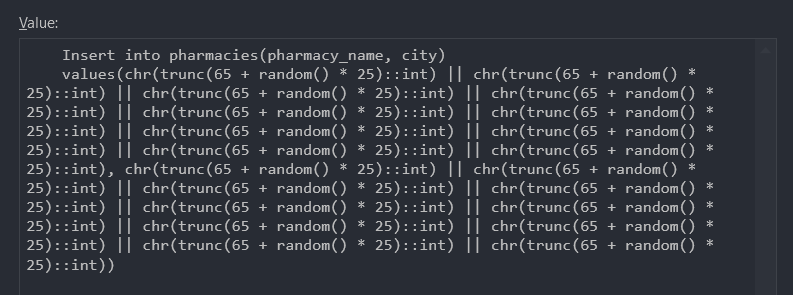 Value:
Insert into pharmacies(pharmacy_name, city)
values(chr(trunc(65 + random() * 25)::int) || chr(trunc(65 + random() *
25)::int) || chr(trunc(65 + random() * 25)::int) || chr(trunc(65 + random() *
25)::int) || chr(trunc(65 + random() * 25)::int) || chr(trunc(65 + random() *
25)::int) || chr(trunc(65 + random() * 25)::int) || chr(trunc(65 + random() *
25)::int) || chr(trunc(65 + random() * 25)::int) || chr(trunc(65 + random() *
25)::int), chr(trunc(65 + random() * 25)::int) || chr(trunc(65 + random() *
25)::int) || chr(trunc(65 + random() * 25)::int) || chr(trunc(65 + random() *
25)::int) || chr(trunc(65 + random() * 25)::int) || chr(trunc(65 + random() *
25)::int) || chr(trunc(65 + random() * 25)::int) || chr(trunc(65 + random() *
25)::int) || chr(trunc(65 + random() * 25)::int) || chr(trunc(65 + random() *
25)::int))